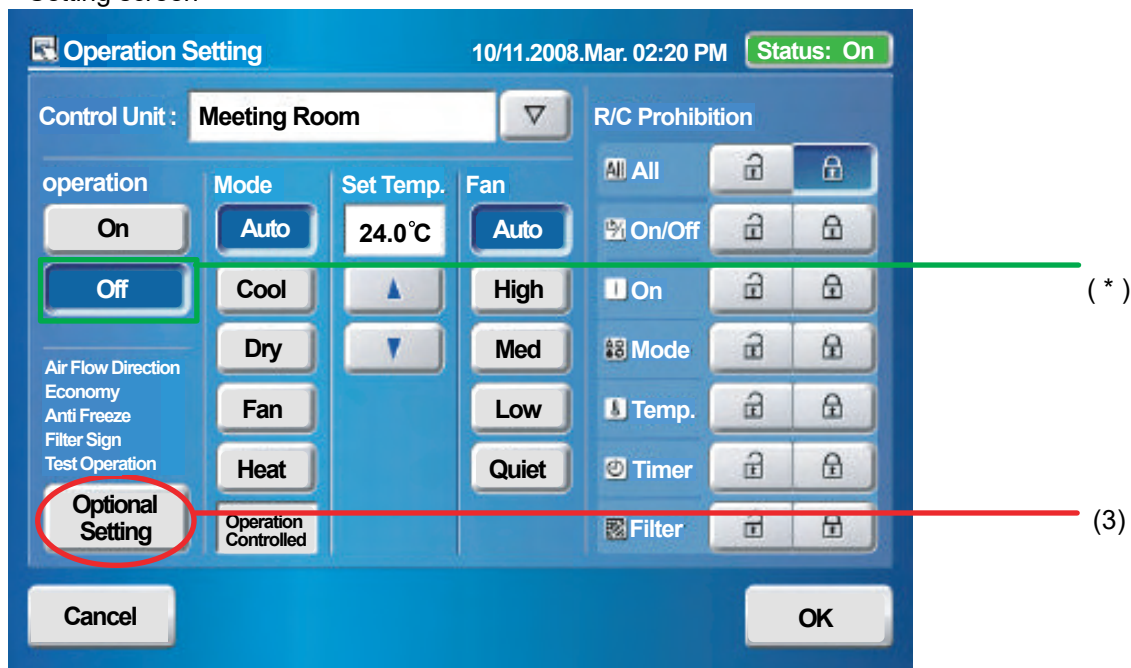 Setting screen
Operation Setting
10/11.2008.Mar. 02:20 PM
Status: On
Control Unit :
Meeting Room
R/C Prohibition
operation
On
Off
Air Flow Direction
Economy
Anti Freeze
Filter Sign
Test Operation
Optional
Setting
Mode
Auto
Cool
Dry
Fan
Heat
Operation
Controlled
Set Temp.
24.0°C
Fan
Auto
High
Med
Low
Quiet
All All
On/Off
On
Mode
Temp.
Timer
Filter
( * )
(3)
Cancel
OK